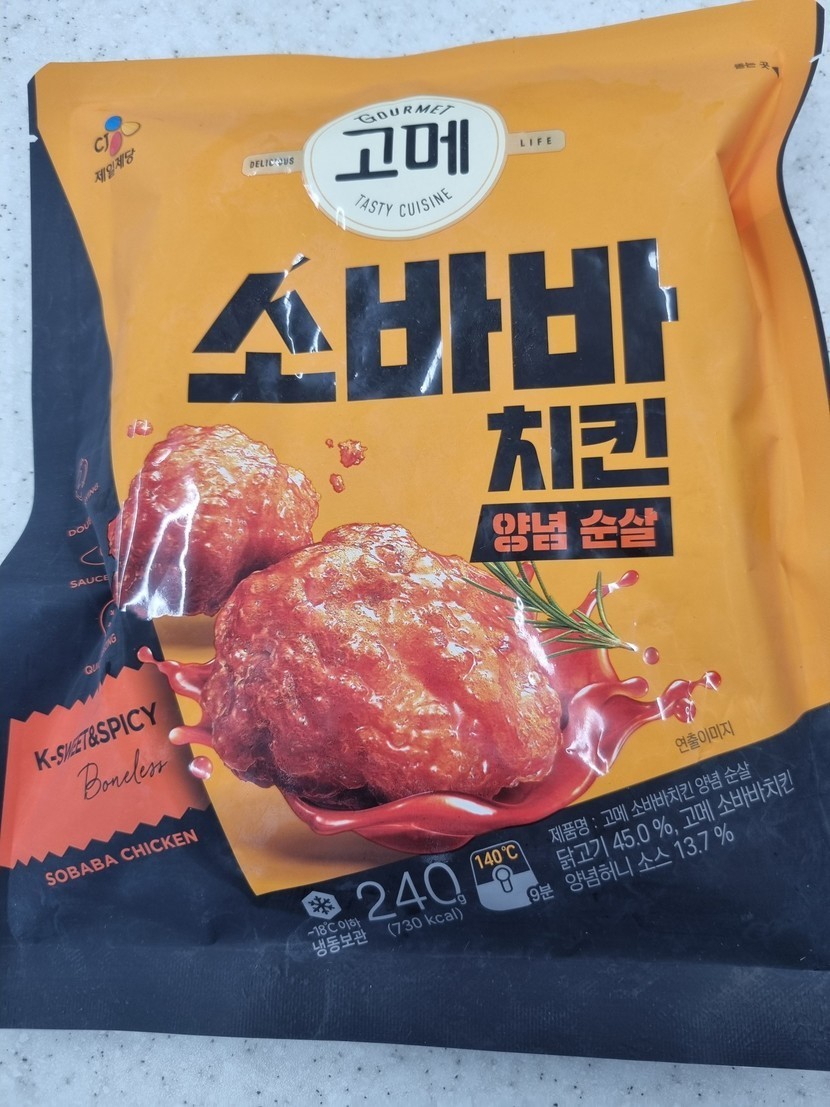 뜯는 곳
CJ
제일제당
GOURMET
DELICIOUS
고메
LIFE
TASTY CUISINE
소바바
치킨
양념 순살
SAUCE
K-SWEET&SPICY
Boneless
SOBABA CHICKEN
연출이미지
제품명 : 고메 소바바치킨 양념 순살
닭고기 45.0 %, 고메 소바바치킨
양념허니 소스 13.7 %
-18℃ 이하
냉동보관
240g
(730 kcal)
140℃
9분